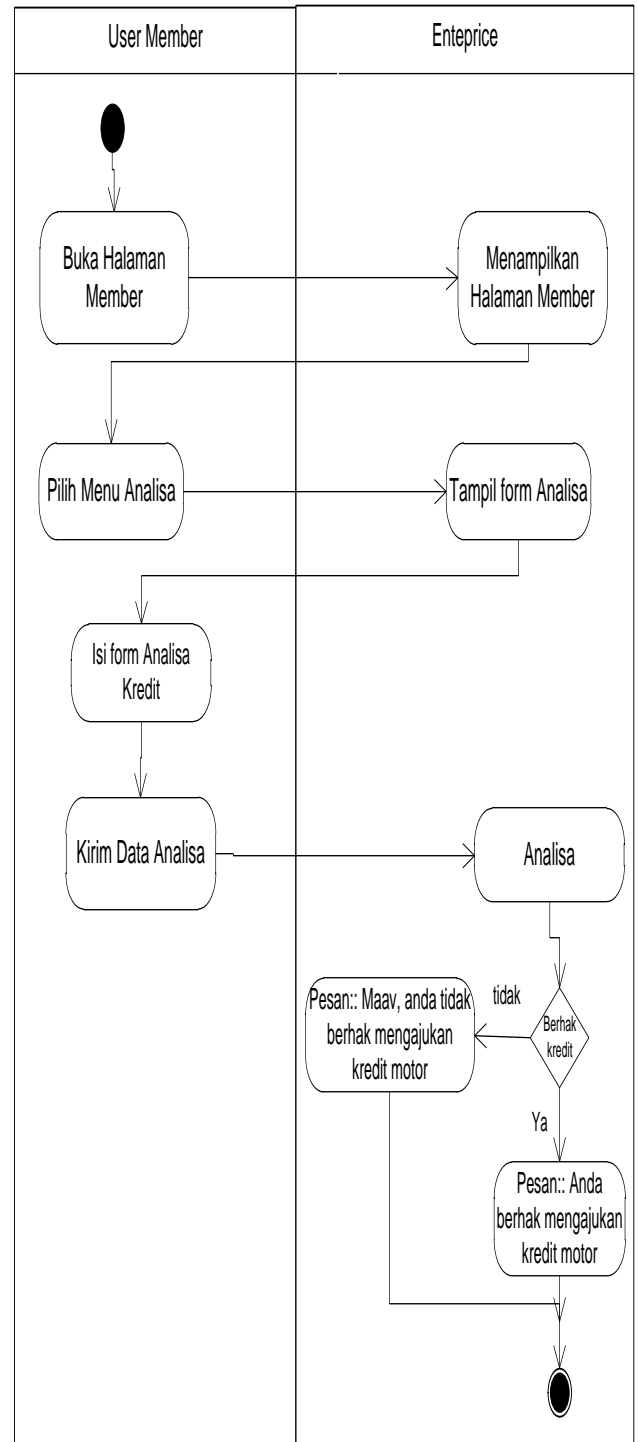 User Member
Enteprice
Buka Halaman
Member
Menampilkan
Halaman Member
Pilih Menu Analisa
Tampil form Analisa
Isi form Analisa
Kredit
Kirim Data Analisa
Analisa
Pesan:: Maav, anda tidak
berhak mengajukan
kredit motor
tidak
Berhak
kredit
Ya
Pesan:: Anda
berhak mengajukan
kredit motor